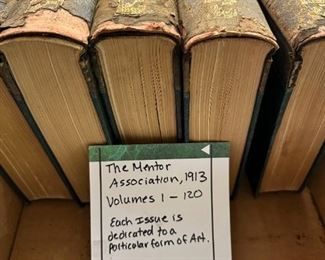 The Mentor
Association, 1913
Volumes 1 - 120
Each Issue is
dedicated to a
particular form of Art.